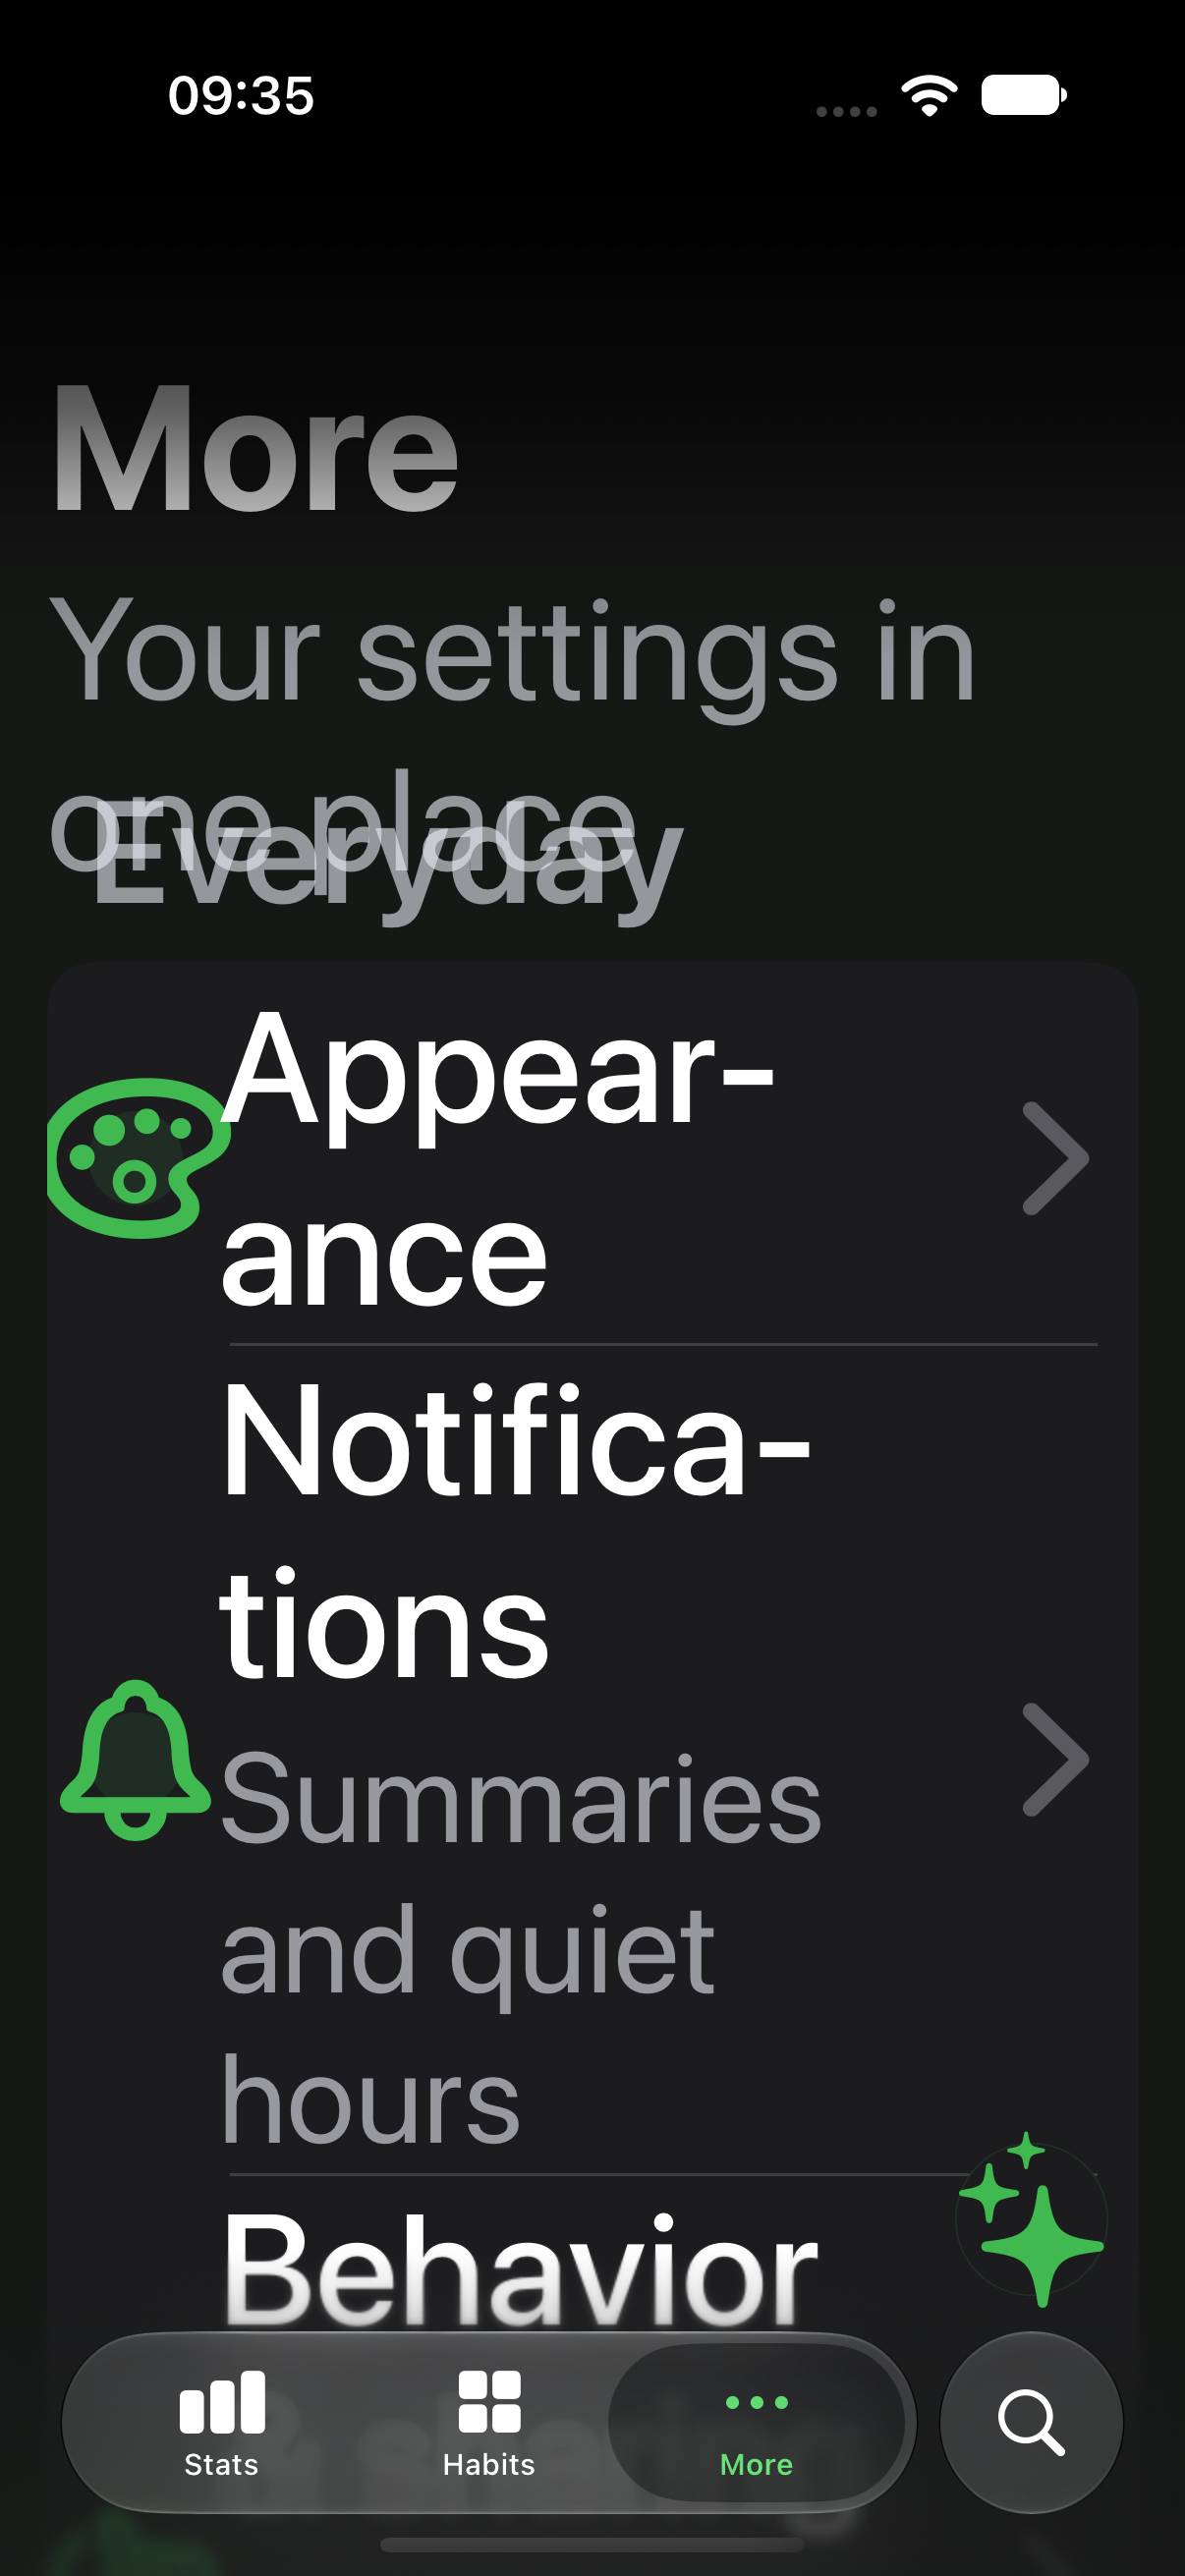 09:35
More
Your settings in
one place
Everyday
Appear-
ance
Notifica-
tions
Summaries
and quiet
hours
Behavior
Stats
Habits
More